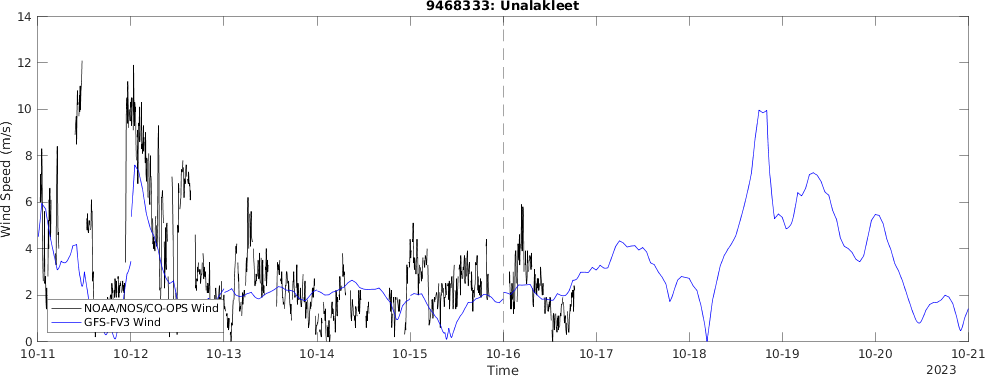 9468333: Unalakleet
Wind Speed (m/s)
14
12
10
8
6
4
2
0
NOAA/NOS/CO-OPS Wind
GFS-FV3 Wind
10-11 10-12 10-13 10-14 10-15 10-16 10-17 10-18 10-19 10-20 10-21
Time
2023